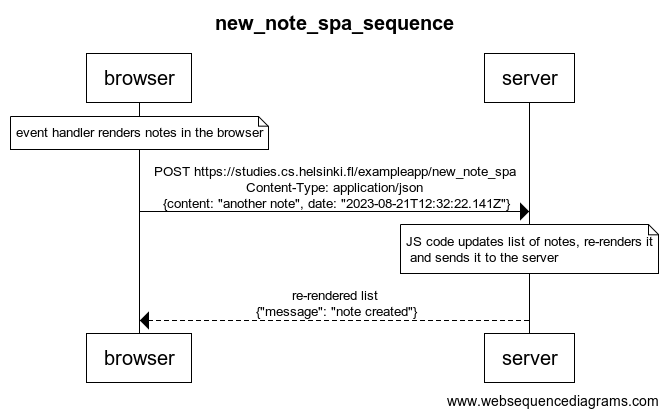 new_note_spa_sequence
browser
server
event handler renders notes in the browser
POST https://studies.cs.helsinki.fl/exampleapp/new_note_spa
Content-Type: application/json
{content: "another note", date: "2023-08-21T12:32:22.141Z"}
JS code updates list of notes, re-renders it
and sends it to the server
re-rendered list
{"message": "note created"}
browser
server
www.websequencediagrams.com